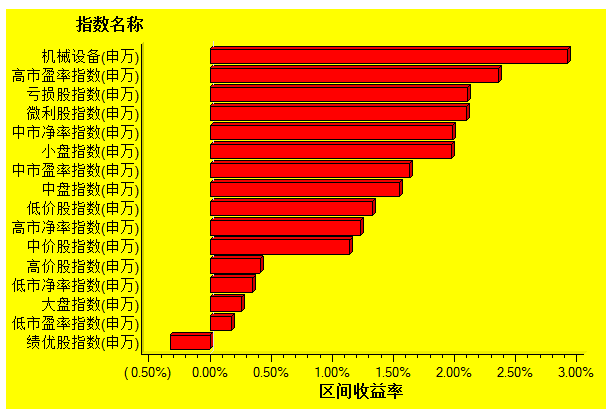 指数名称
机械设备(申万)
高市盈率指数(申万)
亏损股指数(申万)
微利股指数(申万)
中市净率指数(申万)
小盘指数(申万)
中市盈率指数(申万)
中盘指数(申万)
低价股指数(申万)
高市净率指数(申万)
中价股指数(申万)
高价股指数(申万)
低市净率指数(申万)
大盘指数(申万)
低市盈率指数(申万)
绩优股指数(申万)
(0.50%) 0.00% 0.50% 1.00% 1.50% 2.00% 2.50% 3.00%
区间收益率